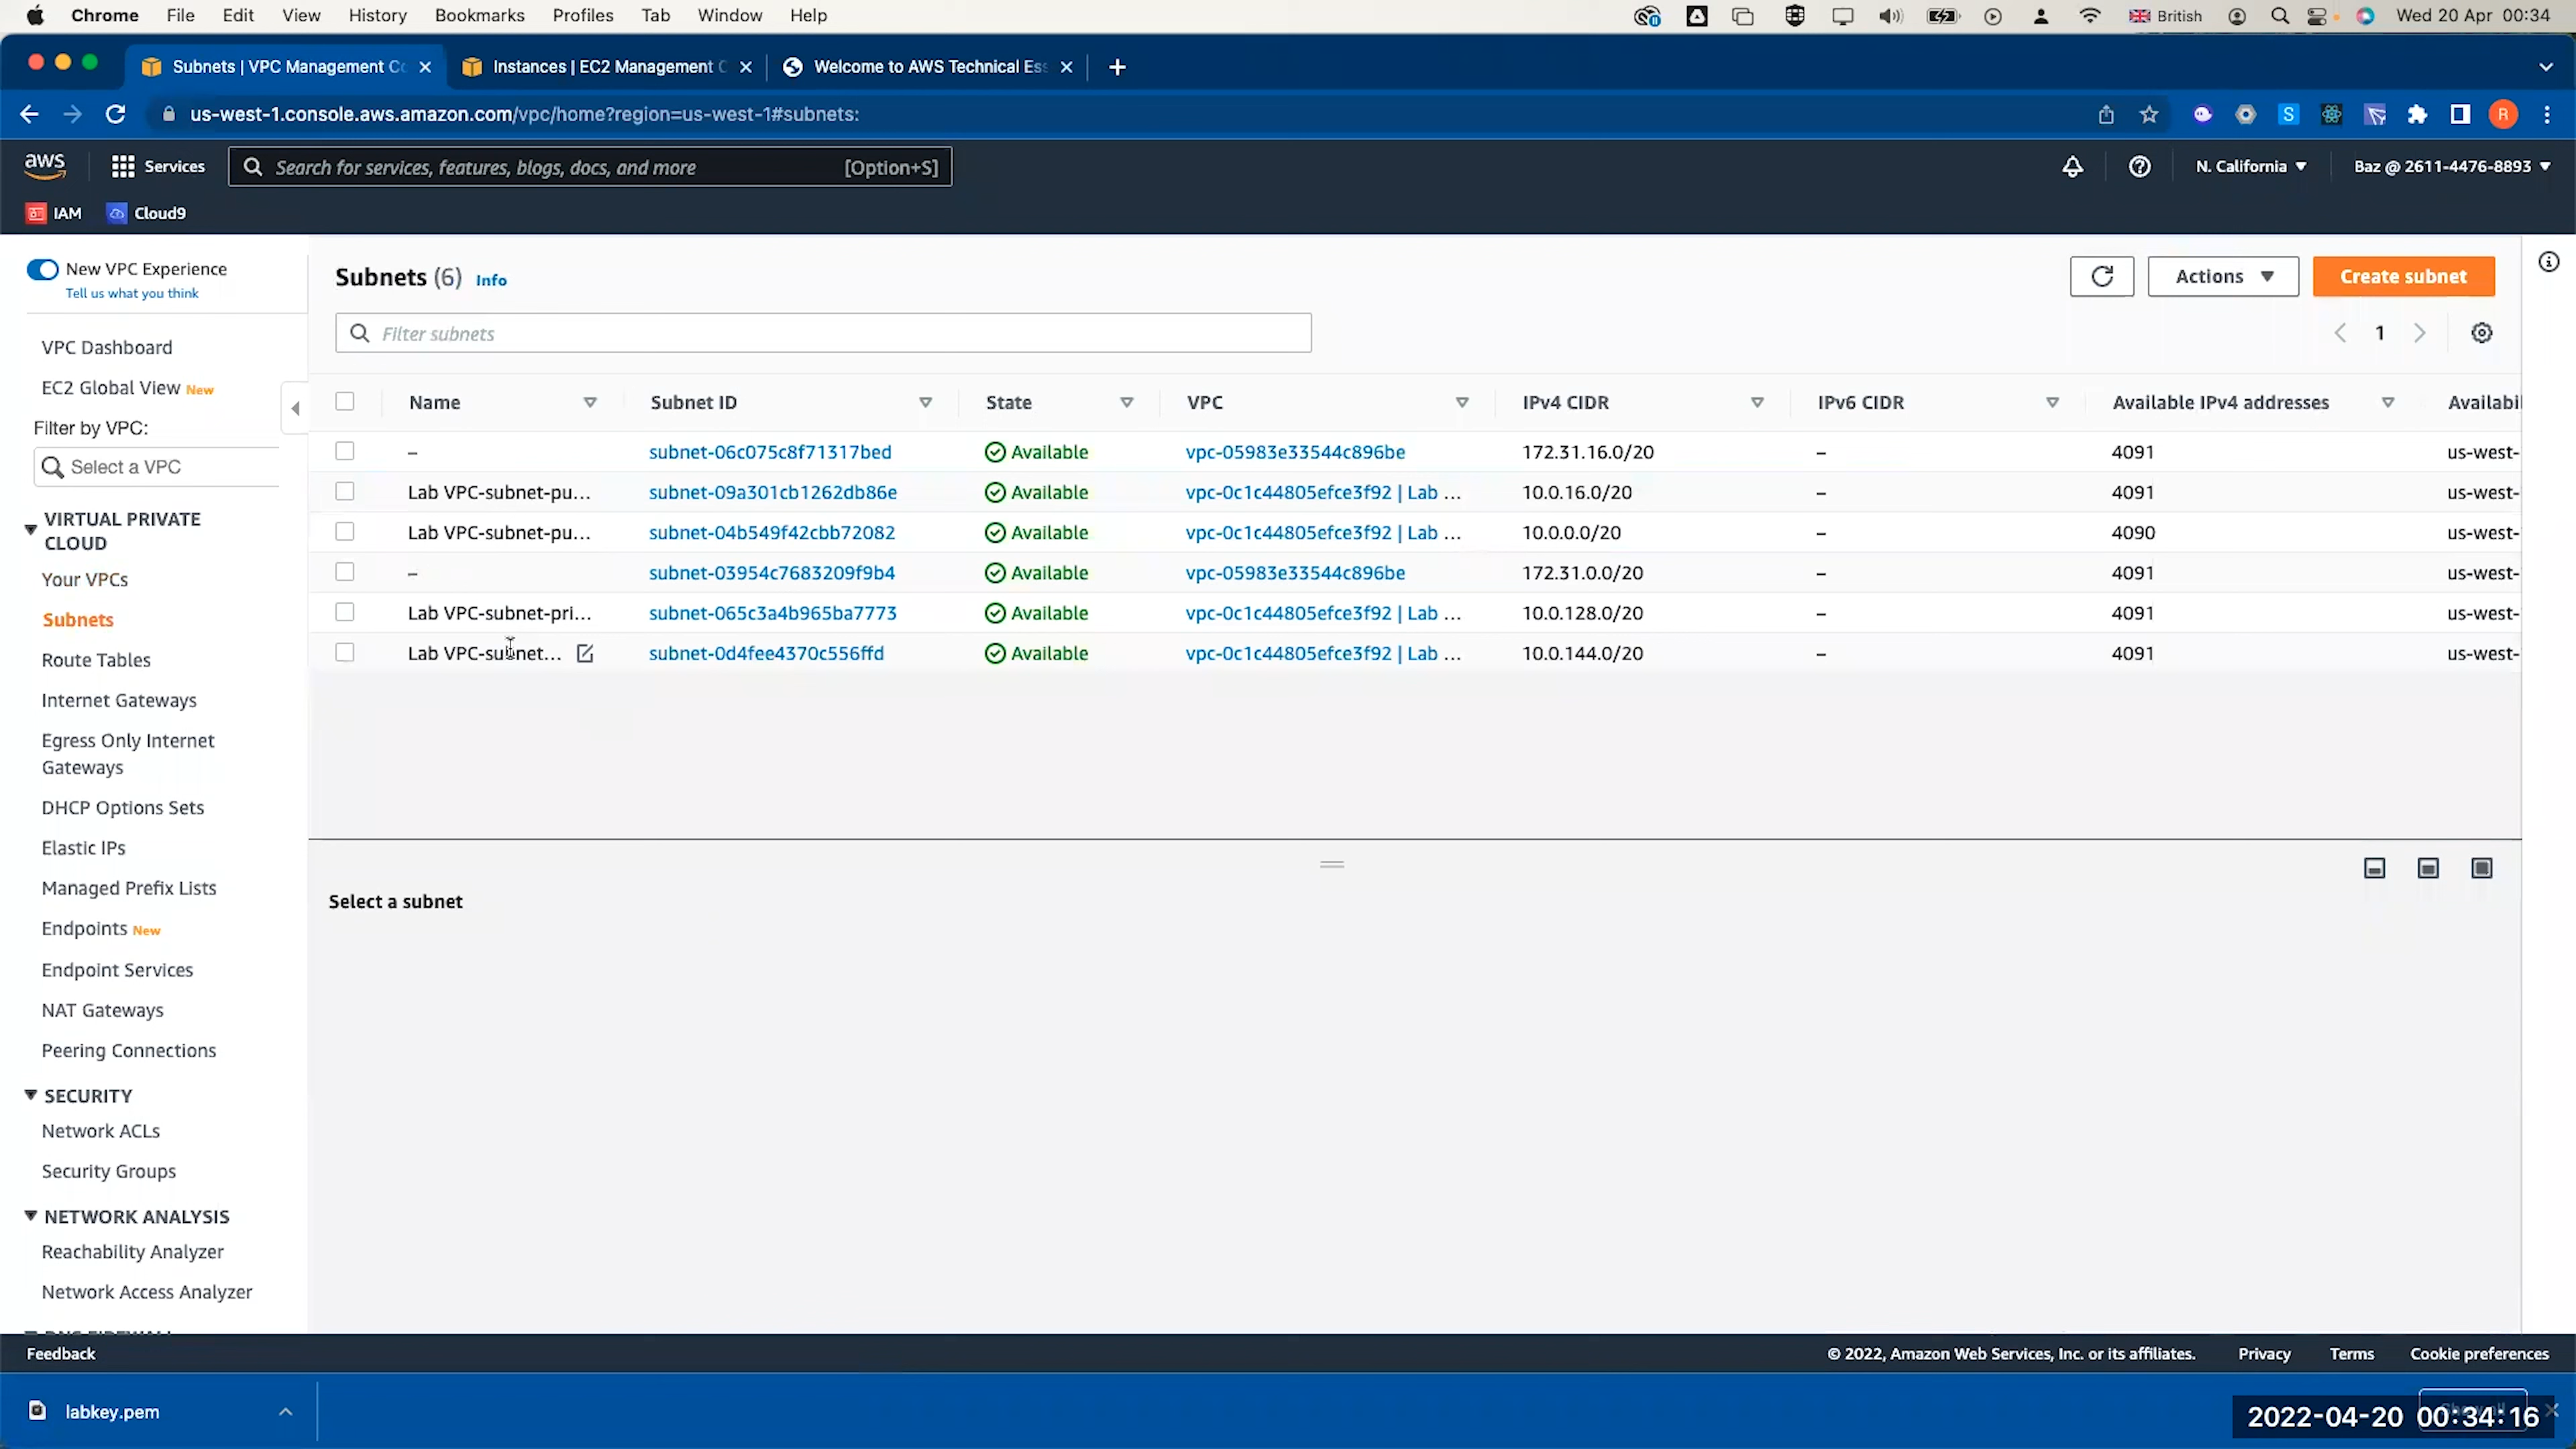 Chrome File Edit View History Bookmarks Profiles Tab Window Help British Wed 20 Apr 00:34
Subnets | VPC Management Co Instances | EC2 Management C Welcome to AWS Technical Ess
us-west-1.console.aws.amazon.com/vpc/home?region=us-west-1#subnets: S R
aws Services Search for services, features, blogs, docs, and more [Option+S] N. California Baz @ 2611-4476-8893
IAM Cloud9
New VPC Experience
Tell us what you think
VPC Dashboard
EC2 Global View New
Filter by VPC:
Select a VPC
VIRTUAL PRIVATE
CLOUD
Your VPCs
Subnets
Route Tables
Internet Gateways
Egress Only Internet
Gateways
DHCP Options Sets
Elastic IPs
Managed Prefix Lists
Endpoints New
Endpoint Services
NAT Gateways
Peering Connections
SECURITY
Network ACLs
Security Groups
NETWORK ANALYSIS
Reachability Analyzer
Network Access Analyzer
Subnets (6) Info Actions Create subnet
Filter subnets 1
Name Subnet ID State VPC IPv4 CIDR IPv6 CIDR Available IPv4 addresses Availabil
– subnet-06c075c8f71317bed Available vpc-05983e33544c896be 172.31.16.0/20 – 4091 us-west-
Lab VPC-subnet-pu... subnet-09a301cb1262db86e Available vpc-0c1c44805efce3f92 | Lab ... 10.0.16.0/20 – 4091 us-west-
Lab VPC-subnet-pu... subnet-04b549f42cbb72082 Available vpc-0c1c44805efce3f92 | Lab ... 10.0.0.0/20 – 4090 us-west-
– subnet-03954c7683209f9b4 Available vpc-05983e33544c896be 172.31.0.0/20 – 4091 us-west-
Lab VPC-subnet-pri... subnet-065c3a4b965ba7773 Available vpc-0c1c44805efce3f92 | Lab ... 10.0.128.0/20 – 4091 us-west-
Lab VPC-subnet... subnet-0d4fee4370c556ffd Available vpc-0c1c44805efce3f92 | Lab ... 10.0.144.0/20 – 4091 us-west-
Select a subnet
Feedback © 2022, Amazon Web Services, Inc. or its affiliates. Privacy Terms Cookie preferences
labkey.pem
2022-04-20 00:34:16